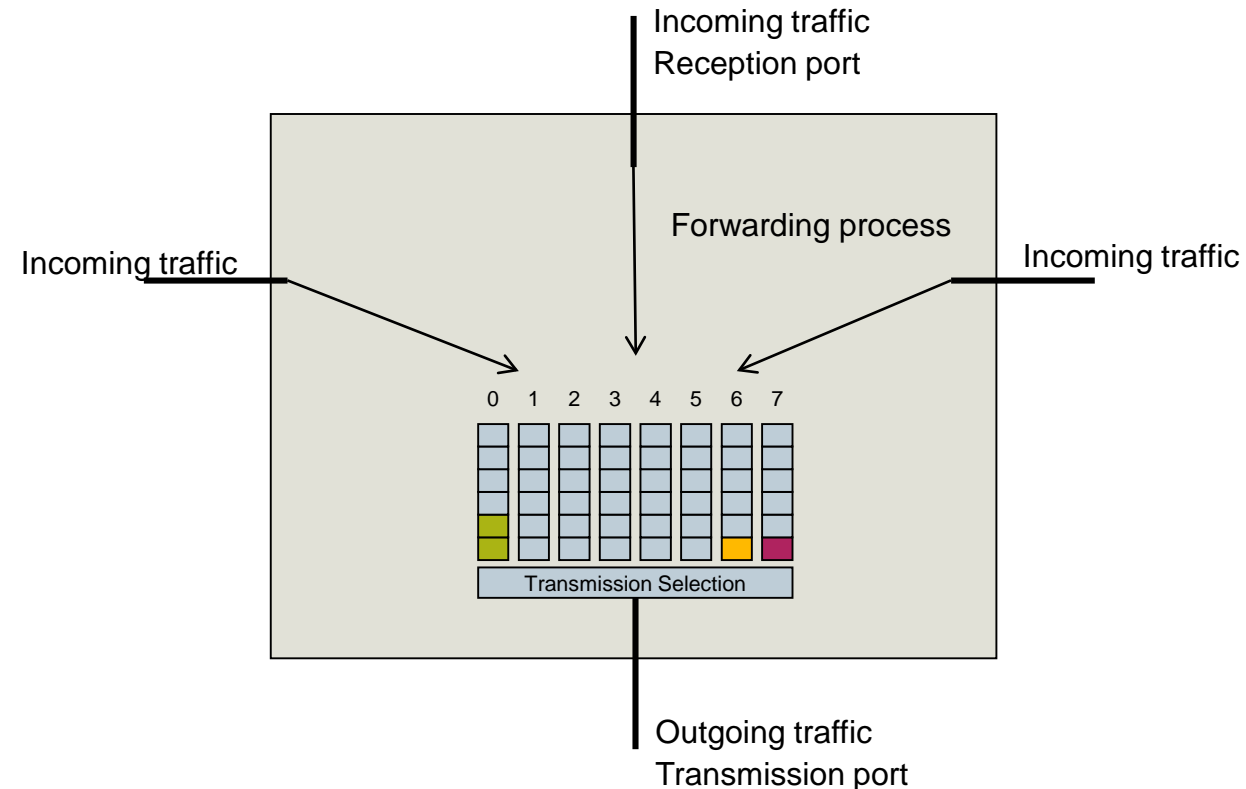 Incoming traffic
Reception port
Forwarding process
Incoming traffic
Incoming traffic
0 1 2 3 4 5 6 7
Transmission Selection
Outgoing traffic
Transmission port